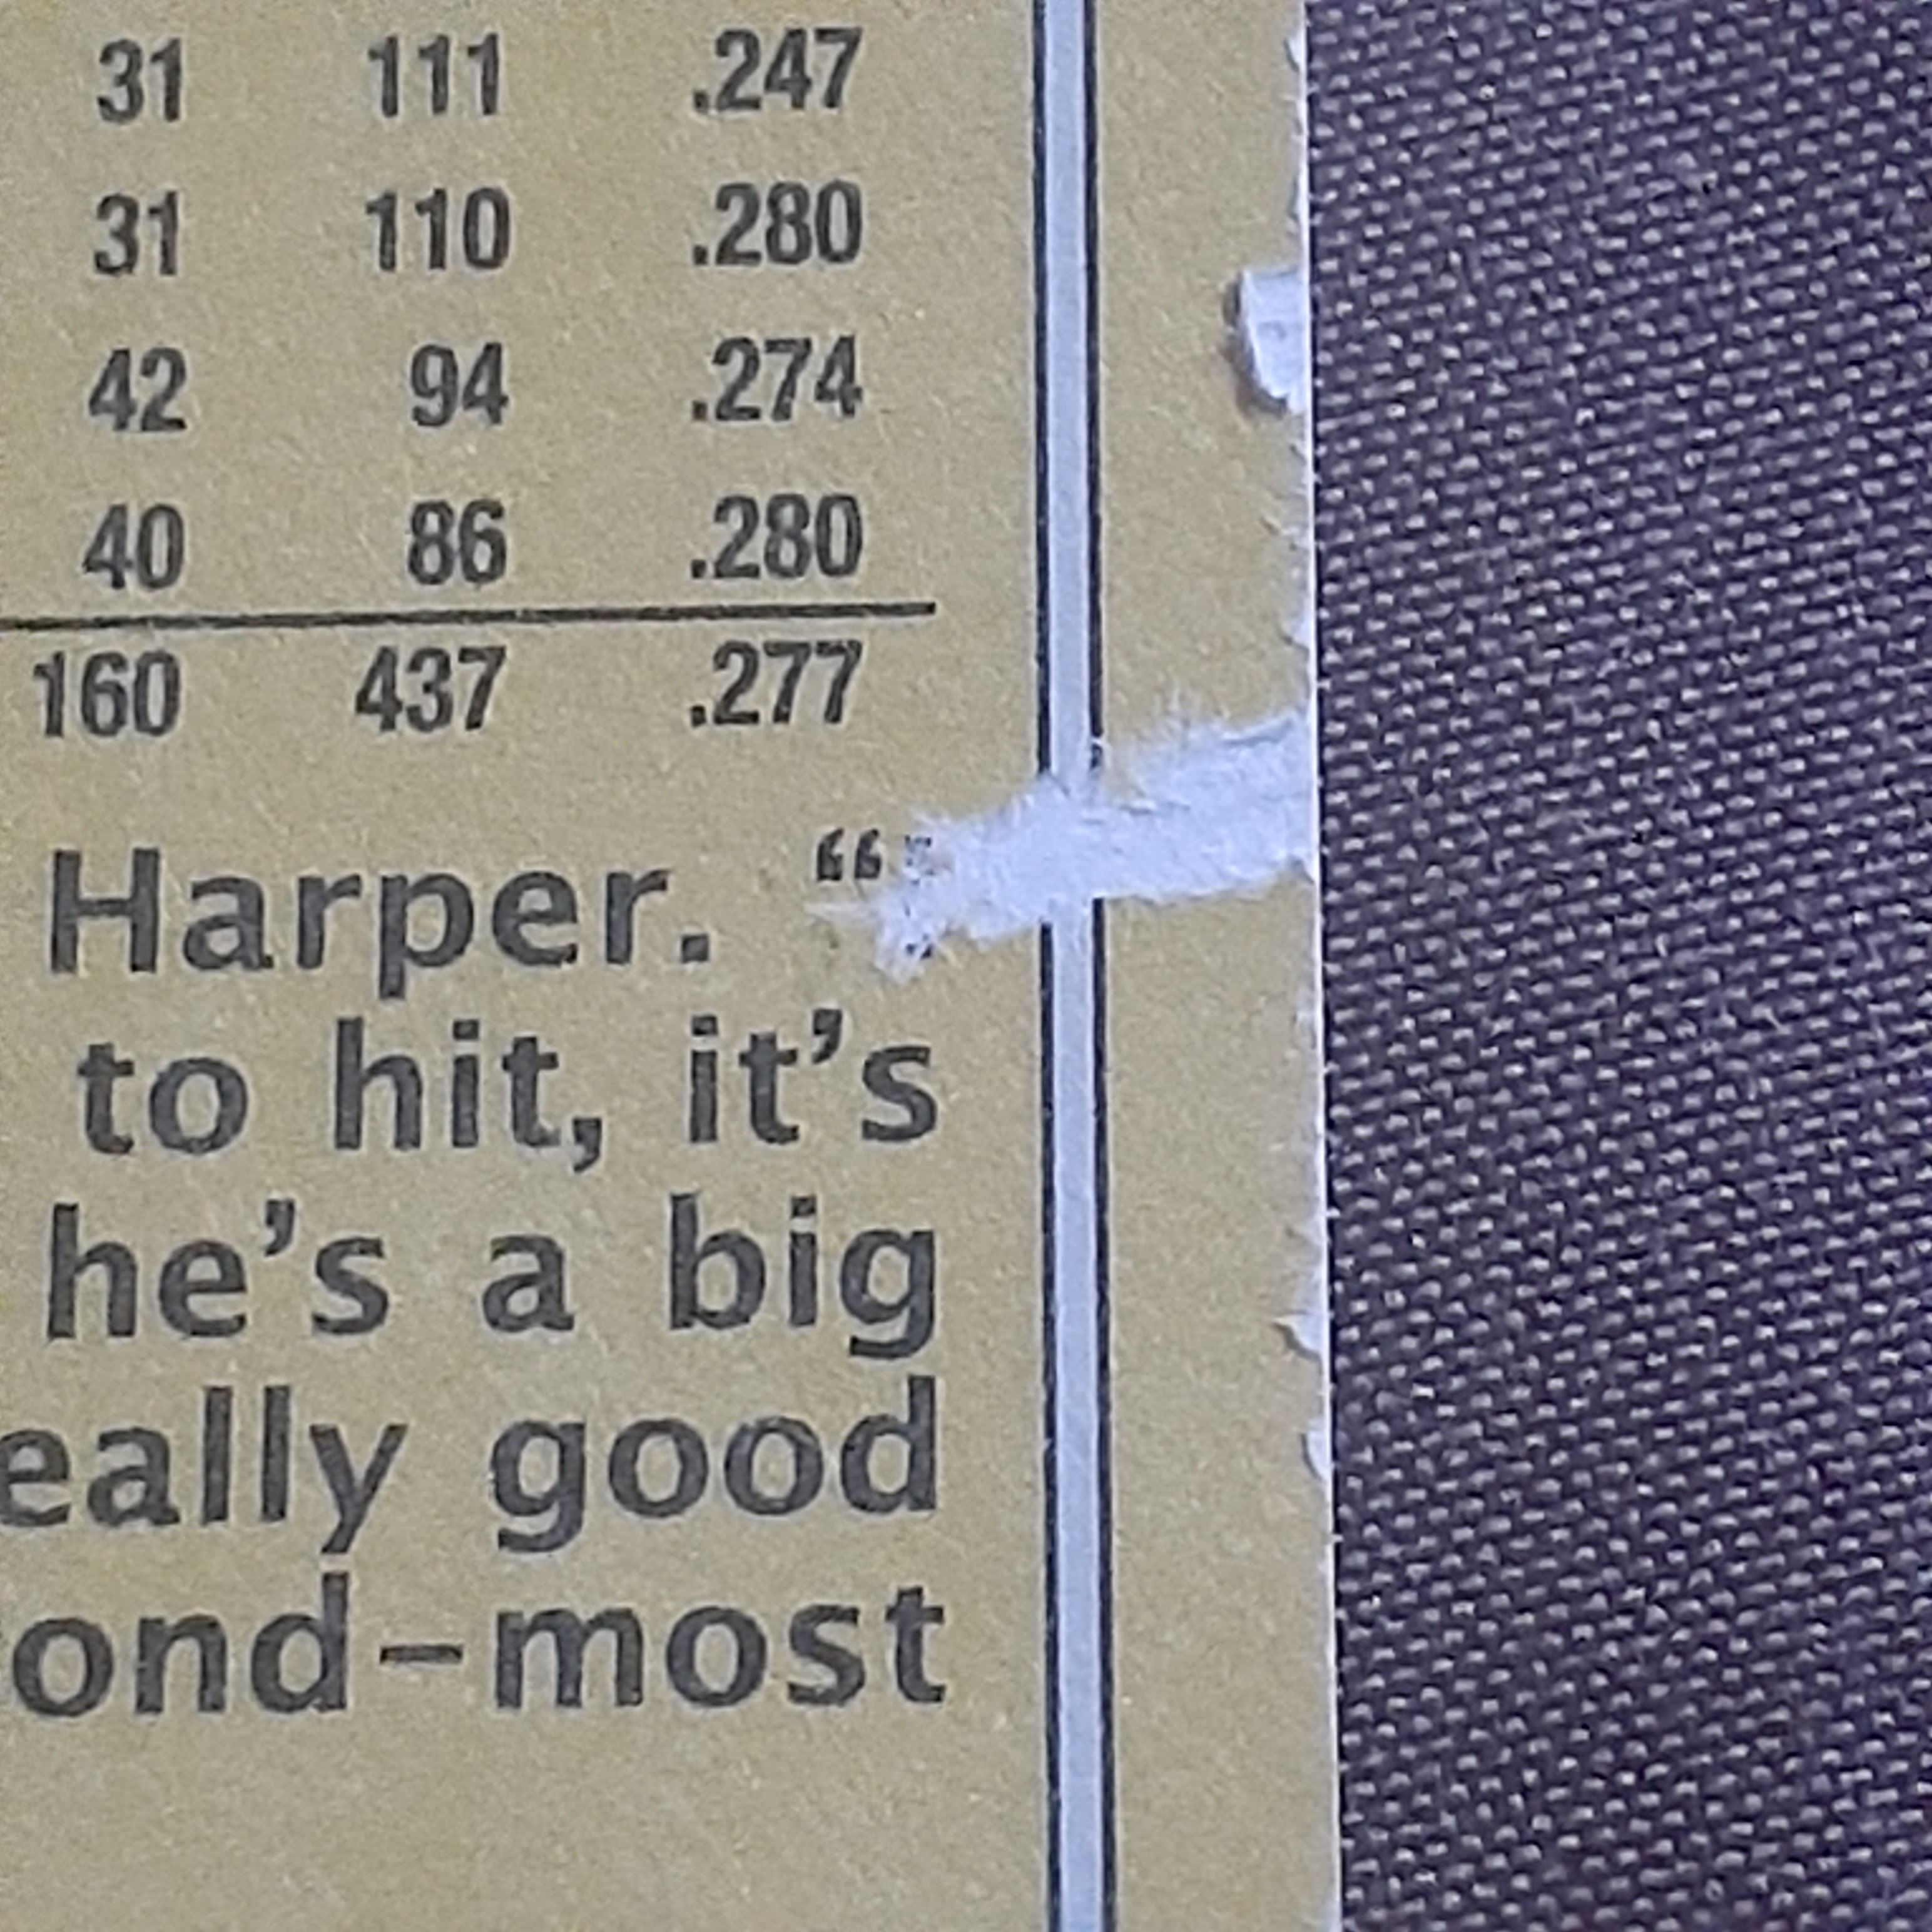 31 111 .247
31 110 .280
42 94 .274
40 86 .280
160 437 .277
Harper. “
to hit, it’s
he’s a big
eally good
ond–most